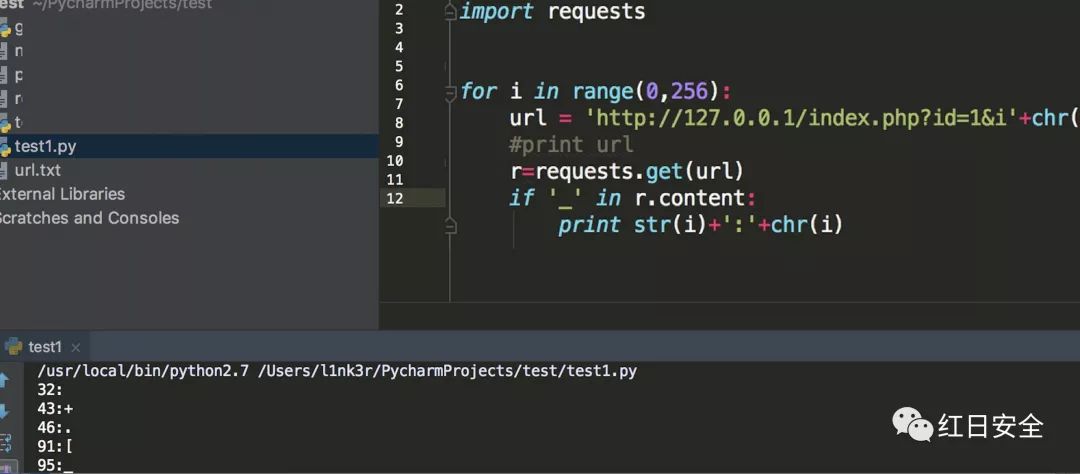 est ~/PycharmProjects/test
g
n
p
re
te
test1.py
url.txt
External Libraries
Scratches and Consoles
2 import requests
3
4
5
6 for i in range(0,256):
7 url = 'http://127.0.0.1/index.php?id=1&i'+chr(
8 #print url
9 r=requests.get(url)
10 if '_' in r.content:
11 print str(i)+':'+chr(i)
12
test1 ×
/usr/local/bin/python2.7 /Users/l1nk3r/PycharmProjects/test/test1.py
32:
43:+
46:.
91:[
95:_
红日安全